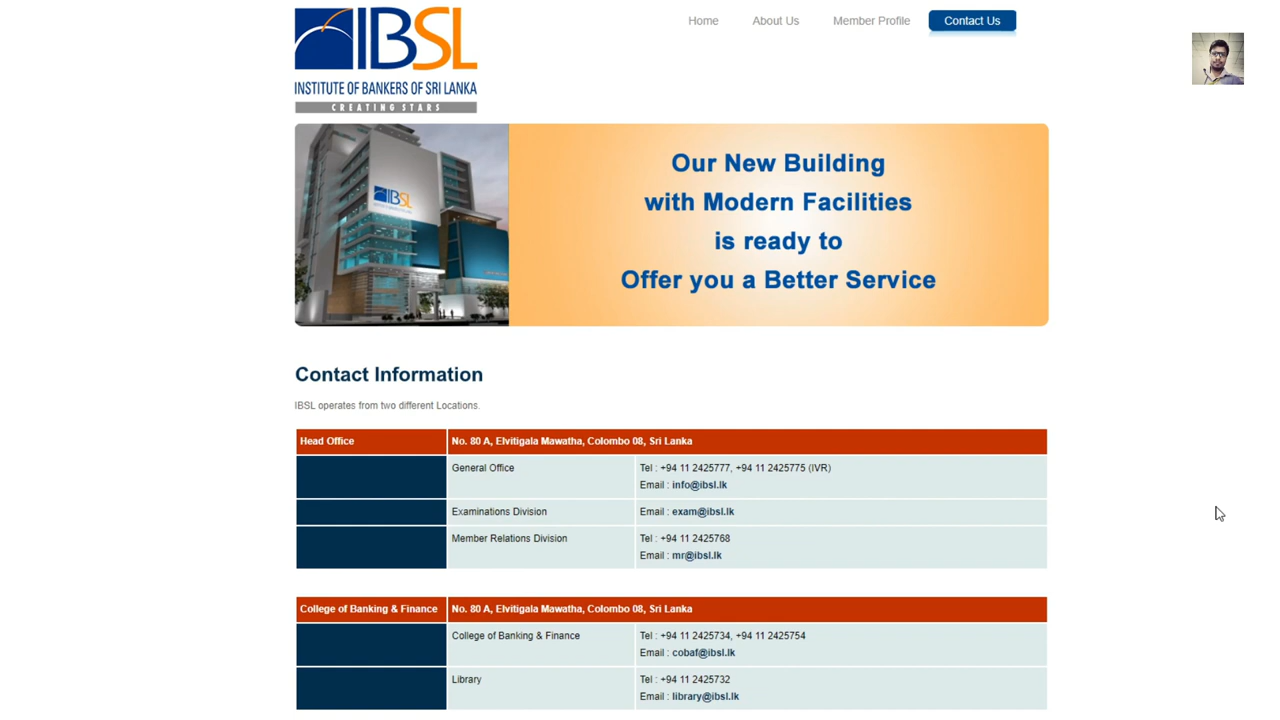 IBSL
INSTITUTE OF BANKERS OF SRI LANKA
CREATING STARS
Home About Us Member Profile Contact Us
IBSL
Our New Building
with Modern Facilities
is ready to
Offer you a Better Service
Contact Information
IBSL operates from two different Locations.
Head Office No. 80 A, Elvitigala Mawatha, Colombo 08, Sri Lanka
General Office Tel : +94 11 2425777, +94 11 2425775 (IVR)
Email : info@ibsl.lk
Examinations Division Email : exam@ibsl.lk
Member Relations Division Tel : +94 11 2425768
Email : mr@ibsl.lk
College of Banking & Finance No. 80 A, Elvitigala Mawatha, Colombo 08, Sri Lanka
College of Banking & Finance Tel : +94 11 2425734, +94 11 2425754
Email : cobaf@ibsl.lk
Library Tel : +94 11 2425732
Email : library@ibsl.lk